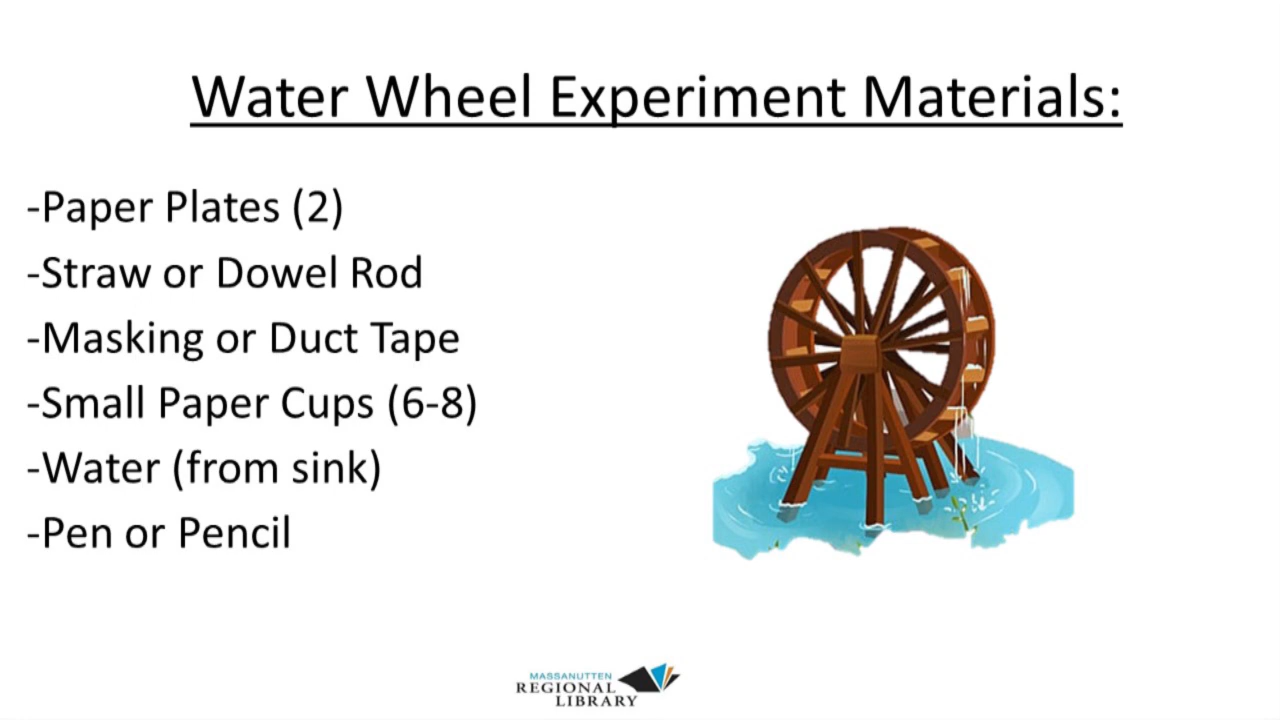 Water Wheel Experiment Materials:
-Paper Plates (2)
-Straw or Dowel Rod
-Masking or Duct Tape
-Small Paper Cups (6-8)
-Water (from sink)
-Pen or Pencil
MASSANUTTEN
REGIONAL
LIBRARY